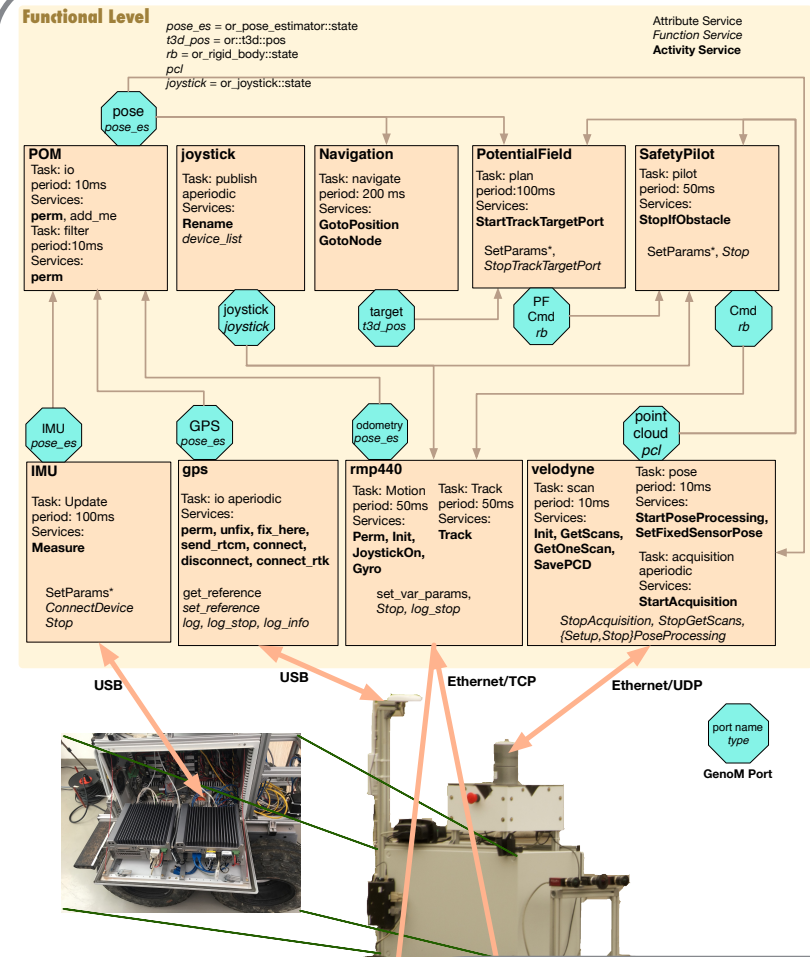 Functional Level
pose_es = or_pose_estimator::state
t3d_pos = or::t3d::pos
rb = or_rigid_body::state
pcl
joystick = or_joystick::state
Attribute Service
Function Service
Activity Service
pose
pose_es
POM
Task: io
period: 10ms
Services:
perm, add_me
Task: filter
period:10ms
Services:
perm
joystick
Task: publish
aperiodic
Services:
Rename
device_list
Navigation
Task: navigate
period: 200 ms
Services:
GotoPosition
GotoNode
PotentialField
Task: plan
period:100ms
Services:
StartTrackTargetPort
SetParams*,
StopTrackTargetPort
SafetyPilot
Task: pilot
period: 50ms
Services:
StopIfObstacle
SetParams*, Stop
joystick
joystick
target
t3d_pos
PF
Cmd
rb
Cmd
rb
IMU
pose_es
GPS
pose_es
odometry
pose_es
point
cloud
pcl
IMU
Task: Update
period: 100ms
Services:
Measure
SetParams*
ConnectDevice
Stop
gps
Task: io aperiodic
Services:
perm, unfix, fix_here,
send_rtcm, connect,
disconnect, connect_rtk
get_reference
set_reference
log, log_stop, log_info
rmp440
Task: Motion
period: 50ms
Services:
Perm, Init,
JoystickOn,
Gyro
Task: Track
period: 50ms
Services:
Track
set_var_params,
Stop, log_stop
velodyne
Task: scan
period: 10ms
Services:
Init, GetScans,
GetOneScan,
SavePCD
Task: pose
period: 10ms
Services:
StartPoseProcessing,
SetFixedSensorPose
Task: acquisition
aperiodic
Services:
StartAcquisition
StopAcquisition, StopGetScans,
{Setup,Stop}PoseProcessing
USB
USB
Ethernet/TCP
Ethernet/UDP
port name
type
GenoM Port